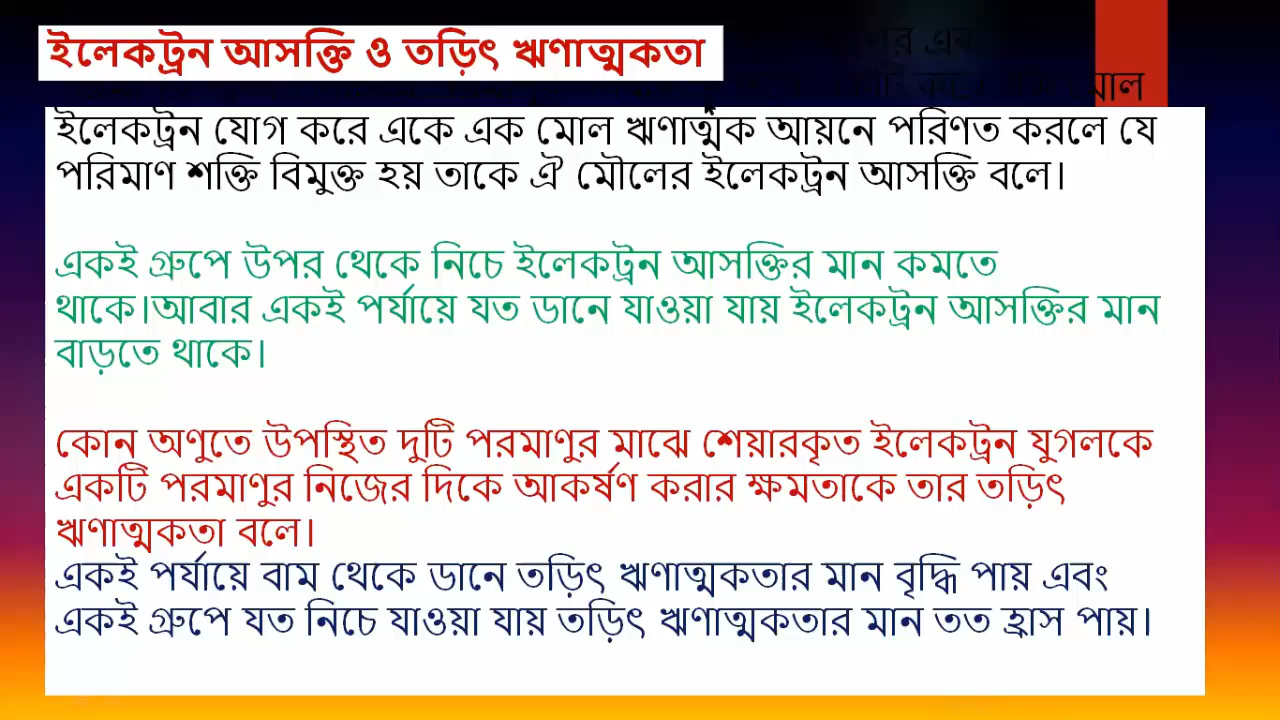 ইলেকট্রন আসক্তি ও তড়িৎ ঋণাত্মকতা
মোল
ইলেকট্রন যোগ করে একে এক মোল ঋণাত্মক আয়নে পরিণত করলে যে
পরিমাণ শক্তি বিমুক্ত হয় তাকে ঐ মৌলের ইলেকট্রন আসক্তি বলে।
একই গ্রুপে উপর থেকে নিচে ইলেকট্রন আসক্তির মান কমতে
থাকে।আবার একই পর্যায়ে যত ডানে যাওয়া যায় ইলেকট্রন আসক্তির মান
বাড়তে থাকে।
কোন অণুতে উপস্থিত দুটি পরমাণুর মাঝে শেয়ারকৃত ইলেকট্রন যুগলকে
একটি পরমাণুর নিজের দিকে আকর্ষণ করার ক্ষমতাকে তার তড়িৎ
ঋণাত্মকতা বলে।
একই পর্যায়ে বাম থেকে ডানে তড়িৎ ঋণাত্মকতার মান বৃদ্ধি পায় এবং
একই গ্রুপে যত নিচে যাওয়া যায় তড়িৎ ঋণাত্মকতার মান তত হ্রাস পায়।